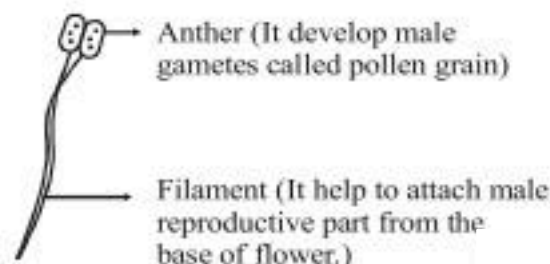 Anther (It develop male
gametes called pollen grain)
Filament (It help to attach male
reproductive part from the
base of flower.)